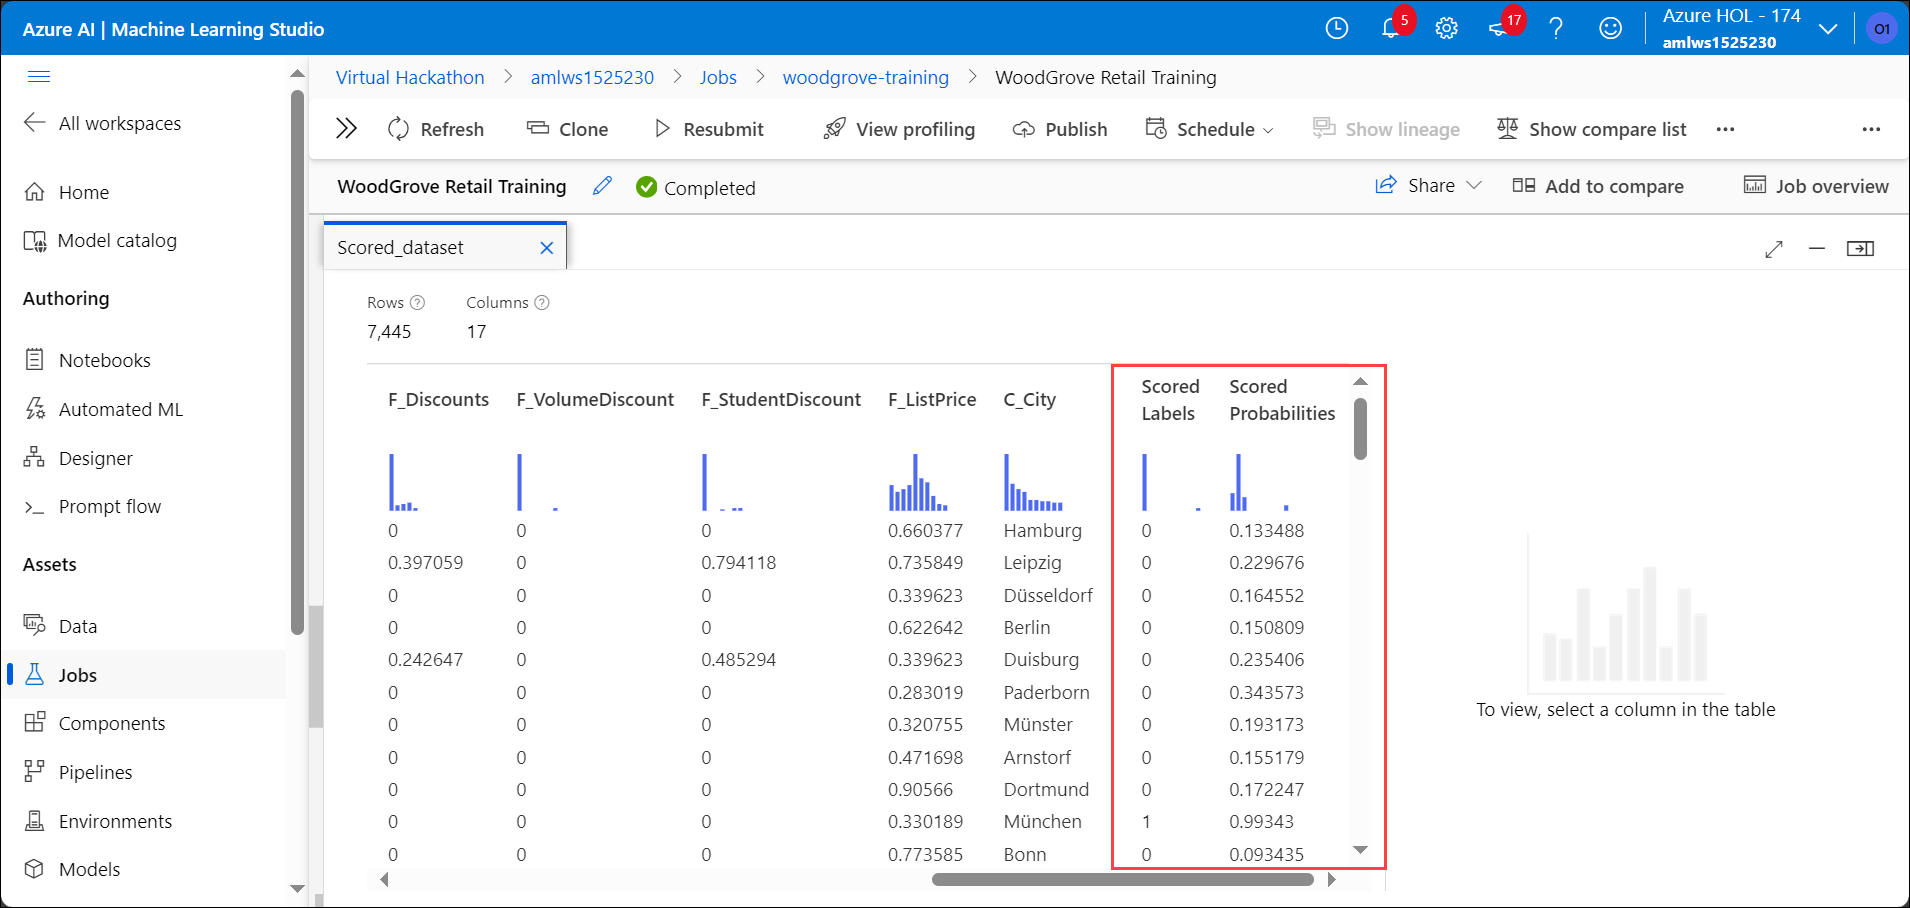 Azure AI | Machine Learning Studio
5
17
Azure HOL - 174
amlws1525230
O1
Virtual Hackathon > amlws1525230 > Jobs > woodgrove-training > WoodGrove Retail Training
All workspaces
Home
Model catalog
Authoring
Notebooks
Automated ML
Designer
Prompt flow
Assets
Data
Jobs
Components
Pipelines
Environments
Models
Refresh Clone Resubmit View profiling Publish Schedule Show lineage Show compare list
WoodGrove Retail Training Completed Share Add to compare Job overview
Scored_dataset
Rows Columns
7,445 17
F_Discounts F_VolumeDiscount F_StudentDiscount F_ListPrice C_City Scored Labels Scored Probabilities
0 0 0 0.660377 Hamburg 0 0.133488
0.397059 0 0.794118 0.735849 Leipzig 0 0.229676
0 0 0 0.339623 Düsseldorf 0 0.164552
0 0 0 0.622642 Berlin 0 0.150809
0.242647 0 0.485294 0.339623 Duisburg 0 0.235406
0 0 0 0.283019 Paderborn 0 0.343573
0 0 0 0.320755 Münster 0 0.193173
0 0 0 0.471698 Arnstorf 0 0.155179
0 0 0 0.90566 Dortmund 0 0.172247
0 0 0 0.330189 München 1 0.99343
0 0 0 0.773585 Bonn 0 0.093435
To view, select a column in the table